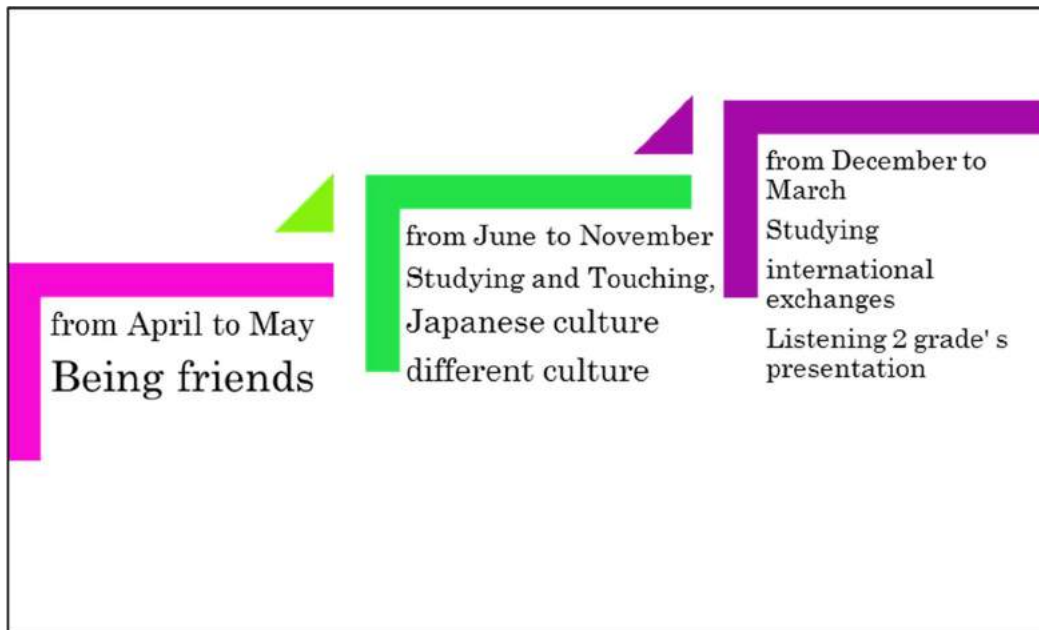 from April to May
Being friends
from June to November
Studying and Touching,
Japanese culture
different culture
from December to
March
Studying
international
exchanges
Listening 2 grade' s
presentation